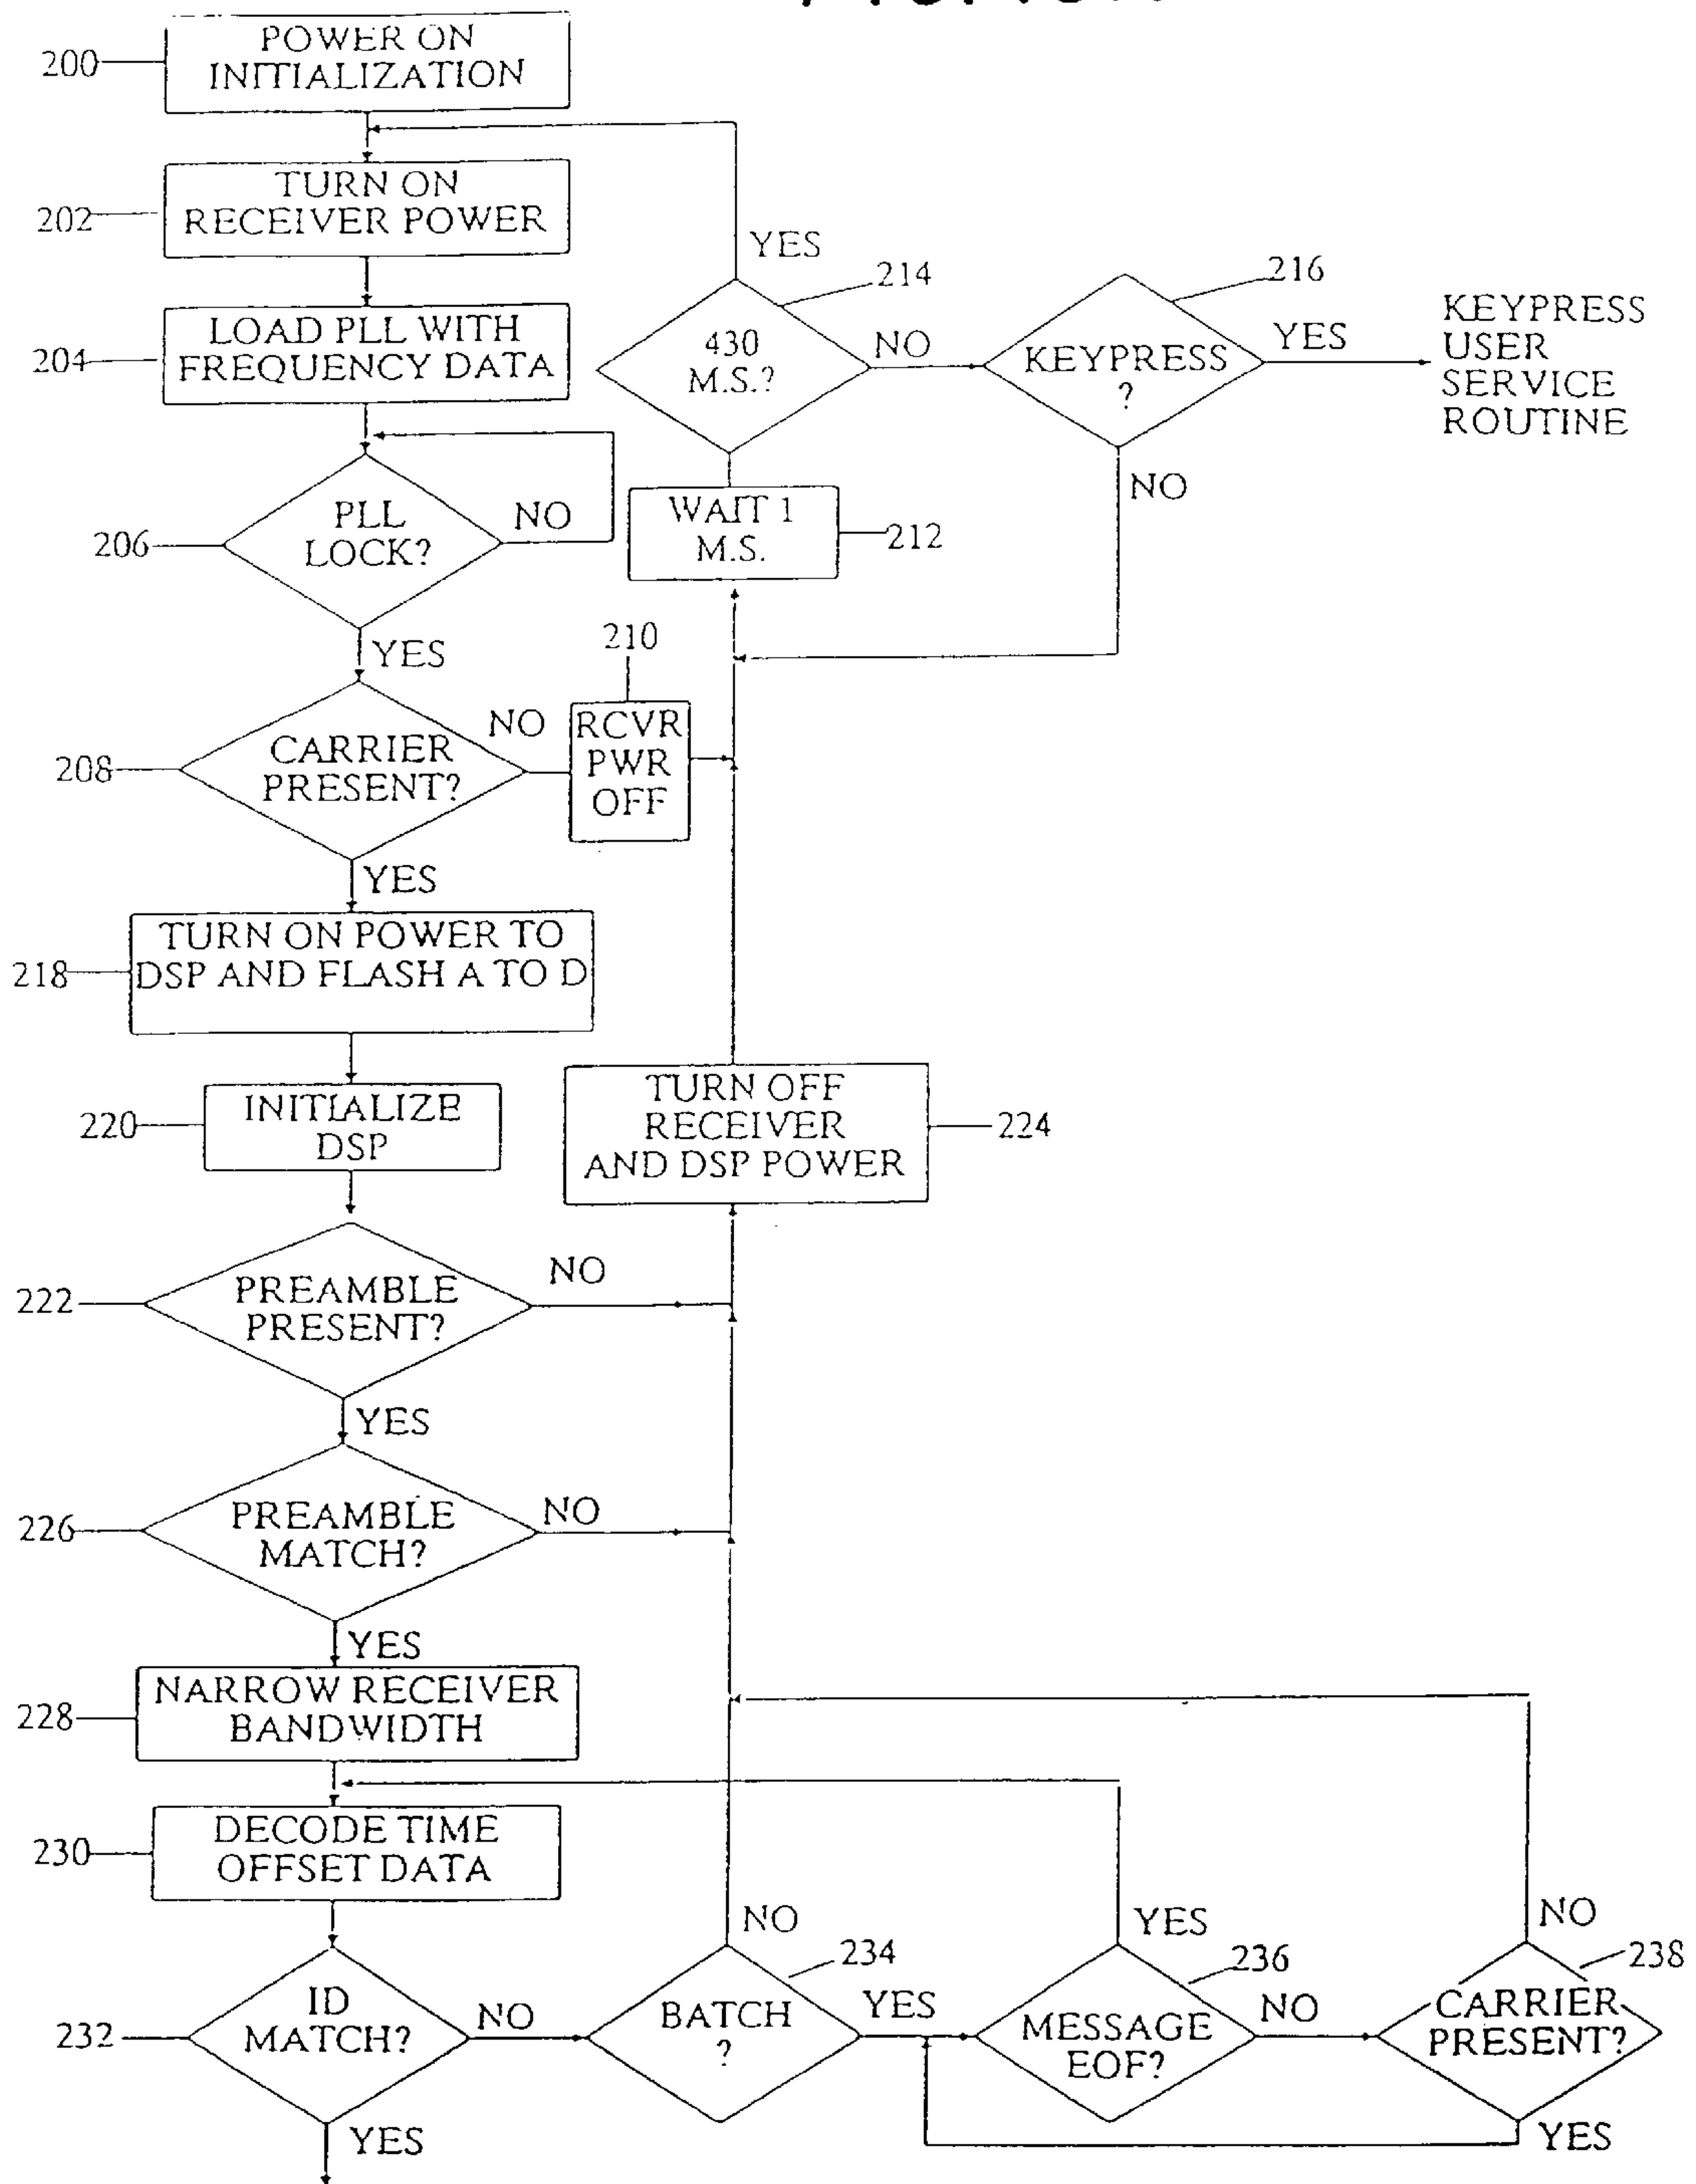 POWER ON
INITIALIZATION
200
TURN ON
RECEIVER POWER
202
YES
214
216
LOAD PLL WITH
FREQUENCY DATA
204
430
M.S.?
NO
KEYPRESS
?
YES
KEYPRESS
USER
SERVICE
ROUTINE
PLL
LOCK?
NO
206
WAIT 1
M.S.
212
NO
YES
210
CARRIER
PRESENT?
NO
208
RCVR
PWR
OFF
YES
TURN ON POWER TO
DSP AND FLASH A TO D
218
INITIALIZE
DSP
220
TURN OFF
RECEIVER
AND DSP POWER
224
PREAMBLE
PRESENT?
NO
222
YES
PREAMBLE
MATCH?
NO
226
YES
NARROW RECEIVER
BANDWIDTH
228
DECODE TIME
OFFSET DATA
230
NO
YES
NO
234
236
238
ID
MATCH?
NO
232
BATCH
?
YES
MESSAGE
EOF?
NO
CARRIER
PRESENT?
YES
YES